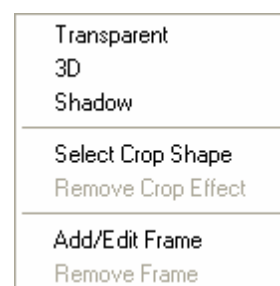 Transparent
3D
Shadow
Select Crop Shape
Remove Crop Effect
Add/Edit Frame
Remove Frame